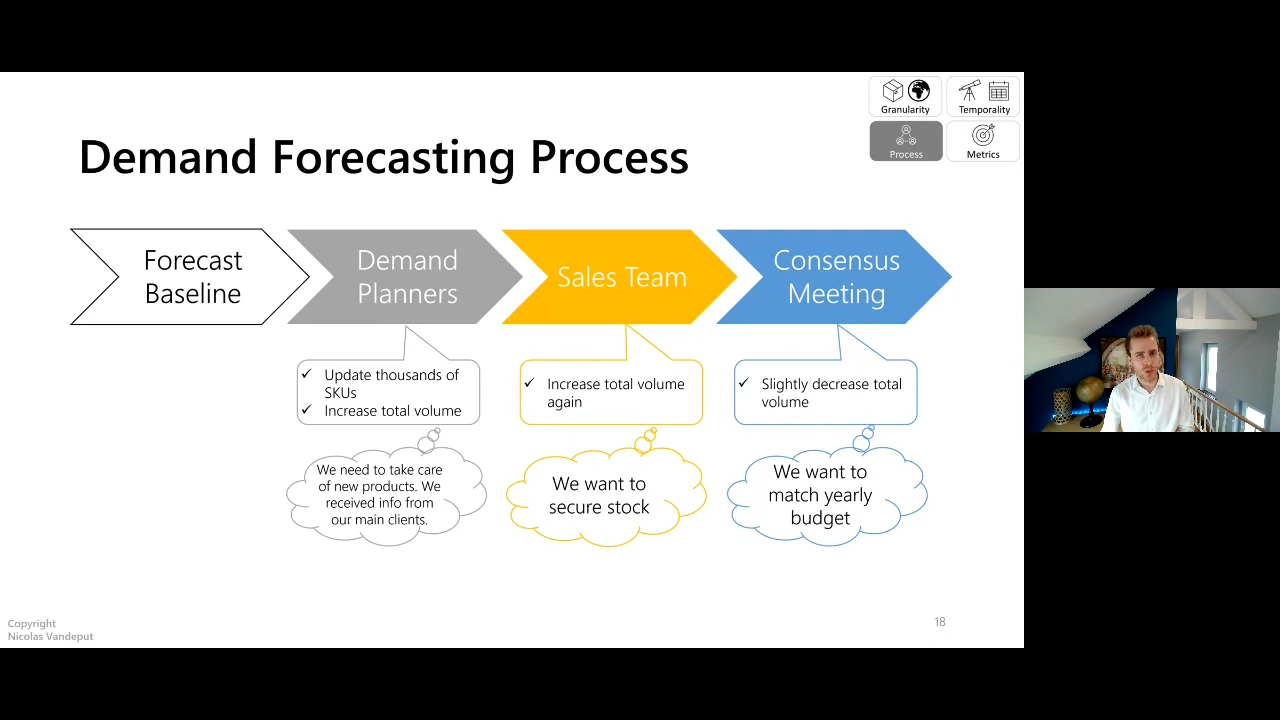 Granularity
Temporality
Process
Metrics
Demand Forecasting Process
Forecast
Baseline
Demand
Planners
Sales Team
Consensus
Meeting
✓ Update thousands of
SKUs
✓ Increase total volume
✓ Increase total volume
again
✓ Slightly decrease total
volume
We need to take care
of new products. We
received info from
our main clients.
We want to
secure stock
We want to
match yearly
budget
Copyright
Nicolas Vandeput
18